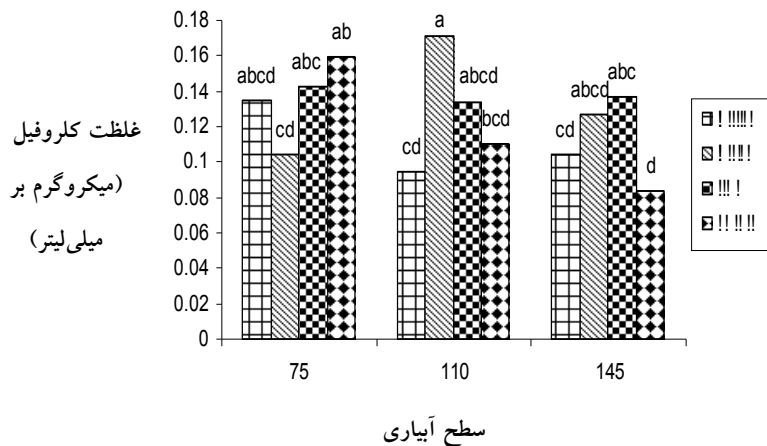 0.18
0.16
0.14
0.12
0.1
0.08
0.06
0.04
0.02
0
غلظت کلروفیل
(میکروگرم بر
میلی‌لیتر)
abcd
cd
abc
ab
cd
a
abcd
bcd
cd
abcd
abc
d
75
110
145
سطح آبیاری